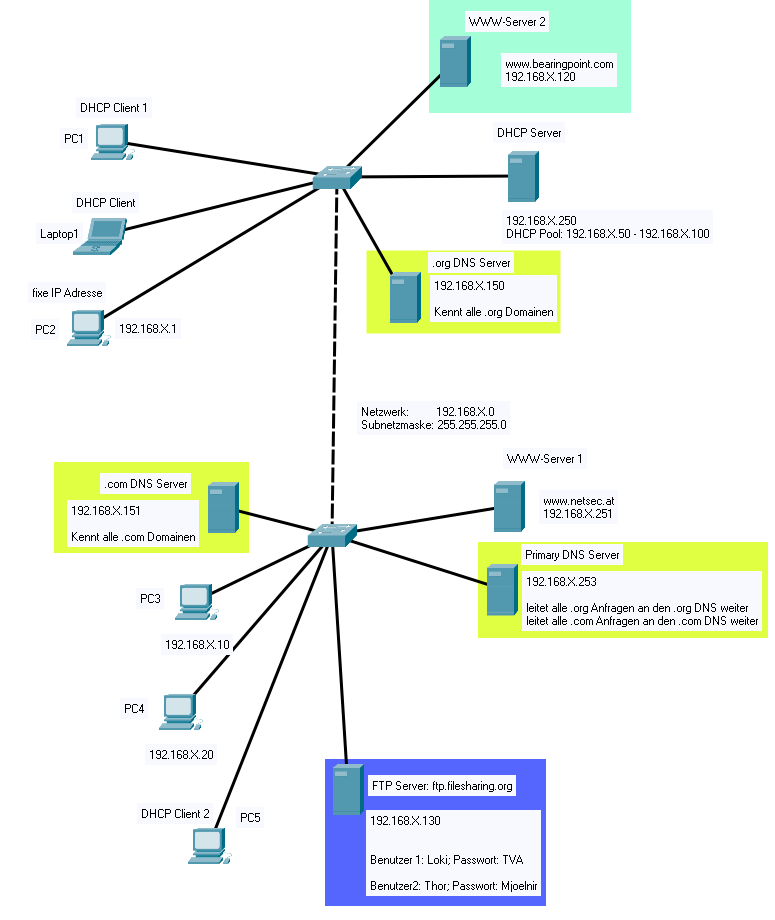 WWW-Server 2
www.bearingpoint.com
192.168.X.120
DHCP Client 1
PC1
DHCP Server
192.168.X.250
DHCP Pool: 192.168.X.50 - 192.168.X.100
DHCP Client
Laptop1
.org DNS Server
192.168.X.150
Kennt alle .org Domainen
fixe IP Adresse
PC2
192.168.X.1
Netzwerk: 192.168.X.0
Subnetzmaske: 255.255.255.0
.com DNS Server
192.168.X.151
Kennt alle .com Domainen
WWW-Server 1
www.netsec.at
192.168.X.251
Primary DNS Server
192.168.X.253
leitet alle .org Anfragen an den .org DNS weiter
leitet alle .com Anfragen an den .com DNS weiter
PC3
192.168.X.10
PC4
192.168.X.20
DHCP Client 2
PC5
FTP Server: ftp.filesharing.org
192.168.X.130
Benutzer 1: Loki; Passwort: TVA
Benutzer2: Thor; Passwort: Mjoelnir